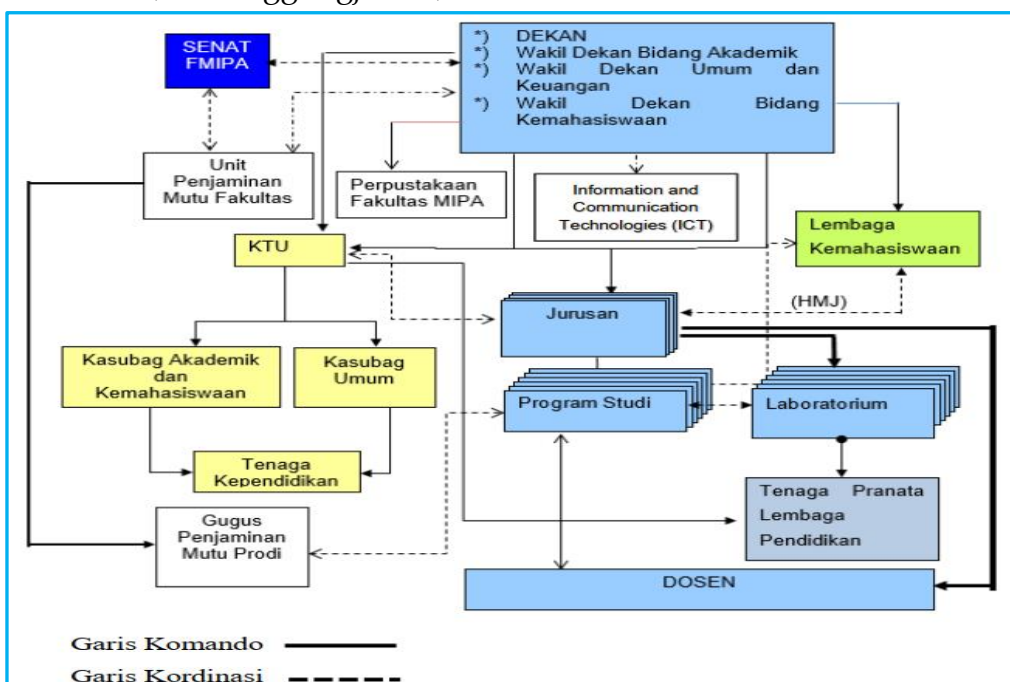 SENAT
FMIPA
*) DEKAN
*) Wakil Dekan Bidang Akademik
*) Wakil Dekan Umum dan
Keuangan
*) Wakil Dekan Bidang
Kemahasiswaan
Unit
Penjaminan
Mutu Fakultas
Perpustakaan
Fakultas MIPA
Information and
Communication
Technologies (ICT)
Lembaga
Kemahasiswaan
KTU
(HMJ)
Jurusan
Kasubag Akademik
dan
Kemahasiswaan
Kasubag
Umum
Program Studi
Laboratorium
Tenaga
Kependidikan
Tenaga Pranata
Lembaga
Pendidikan
Gugus
Penjaminan
Mutu Prodi
DOSEN
Garis Komando
Garis Kordinasi